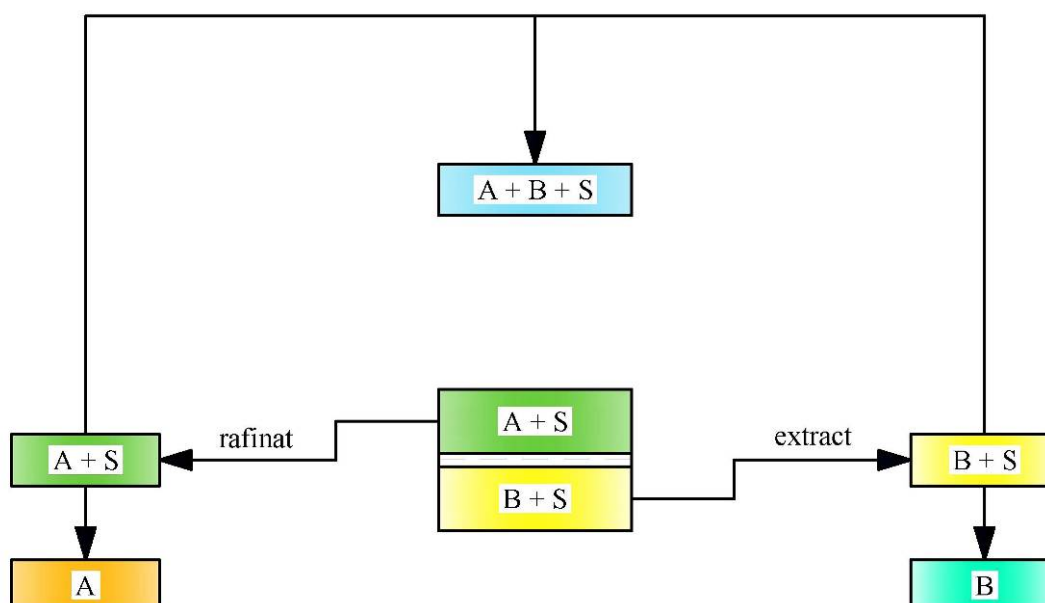 A + B + S
A + S
rafinat
extract
A + S
B + S
B + S
A
B